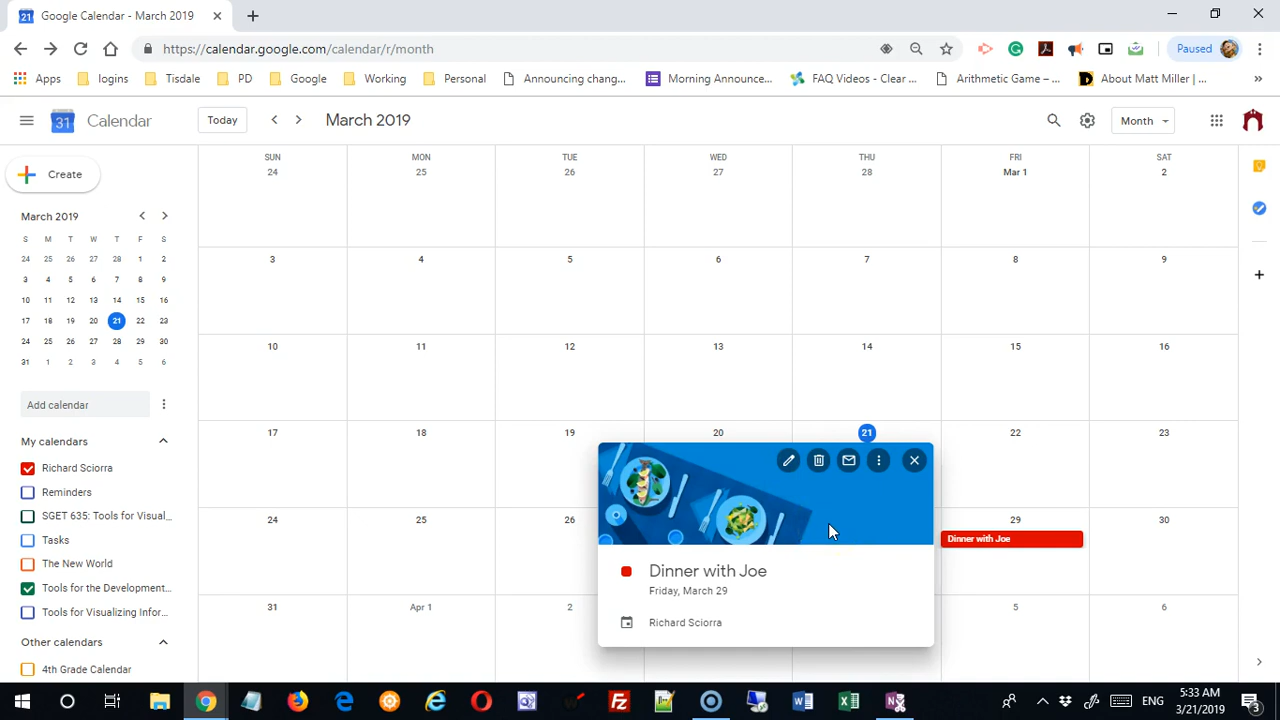 Google Calendar - March 2019
https://calendar.google.com/calendar/r/month
Paused
Apps
logins
Tisdale
PD
Google
Working
Personal
Announcing chang...
Morning Announce...
FAQ Videos - Clear ...
Arithmetic Game – ...
About Matt Miller | ...
»
31
Calendar
Today
March 2019
Month
Create
March 2019
S M T W T F S
24 25 26 27 28 1 2
3 4 5 6 7 8 9
10 11 12 13 14 15 16
17 18 19 20 21 22 23
24 25 26 27 28 29 30
31 1 2 3 4 5 6
Add calendar
My calendars
Richard Sciorra
Reminders
SGET 635: Tools for Visual...
Tasks
The New World
Tools for the Development...
Tools for Visualizing Infor...
Other calendars
4th Grade Calendar
SUN MON TUE WED THU FRI SAT
24 25 26 27 28 Mar 1 2
3 4 5 6 7 8 9
10 11 12 13 14 15 16
17 18 19 20 21 22 23
24 25 26 29 30
Dinner with Joe
31 Apr 1 2 5 6
Dinner with Joe
Friday, March 29
Richard Sciorra
ENG
5:33 AM
3/21/2019
3